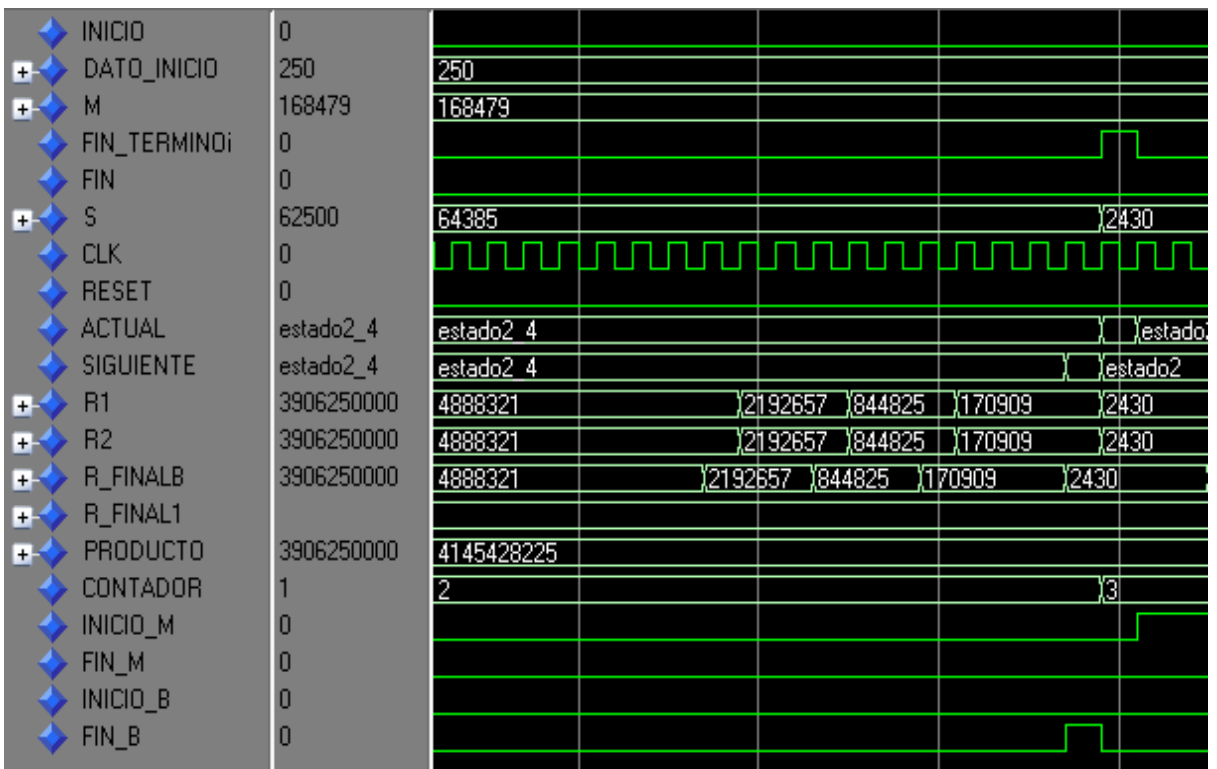 INICIO 0
DATO_INICIO 250 250
M 168479 168479
FIN_TERMINOi 0
FIN 0
S 62500 64385 2430
CLK 0
RESET 0
ACTUAL estado2_4 estado2_4 estado
SIGUIENTE estado2_4 estado2_4 estado2
R1 3906250000 4888321 2192657 844825 170909 2430
R2 3906250000 4888321 2192657 844825 170909 2430
R_FINALB 3906250000 4888321 2192657 844825 170909 2430
R_FINAL1
PRODUCTO 3906250000 4145428225
CONTADOR 1 2 3
INICIO_M 0
FIN_M 0
INICIO_B 0
FIN_B 0